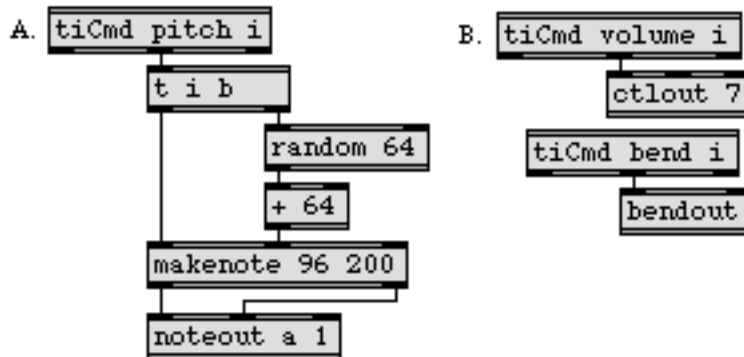 A. tiCmd pitch i
t i b
random 64
+ 64
makenote 96 200
noteout a 1
B. tiCmd volume i
ctlout 7
tiCmd bend i
bendout